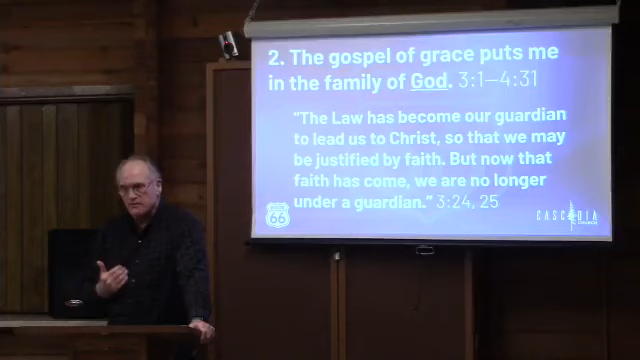 2. The gospel of grace puts me
in the family of God. 3:1–4:31
"The Law has become our guardian
to lead us to Christ, so that we may
be justified by faith. But now that
faith has come, we are no longer
under a guardian." 3:24, 25
66
CASCADIA
CHURCH